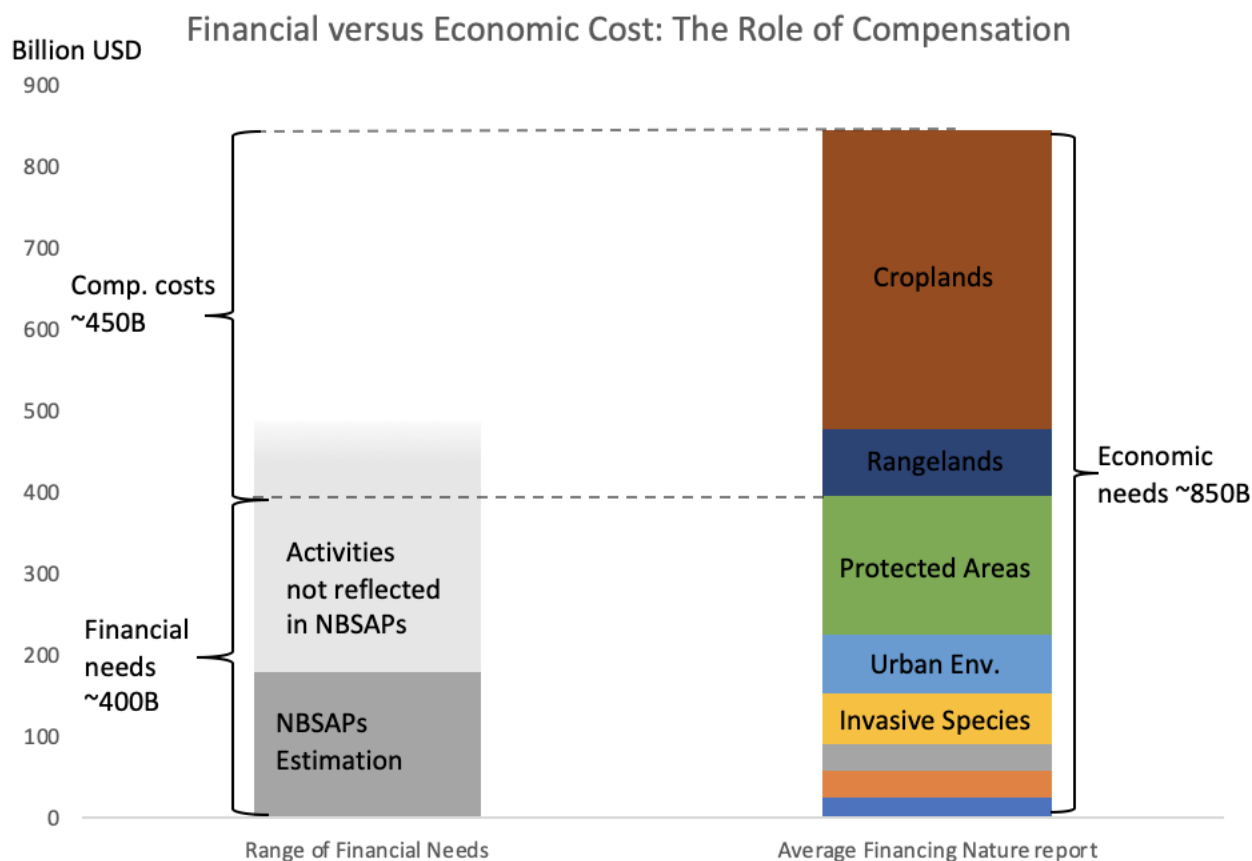 Financial versus Economic Cost: The Role of Compensation
Billion USD
900
800
700
600
500
400
300
200
100
0
Comp. costs
~450B
Financial
needs
~400B
Activities
not reflected
in NBSAPs
NBSAPs
Estimation
Croplands
Rangelands
Protected Areas
Urban Env.
Invasive Species
Economic
needs ~850B
Range of Financial Needs
Average Financing Nature report